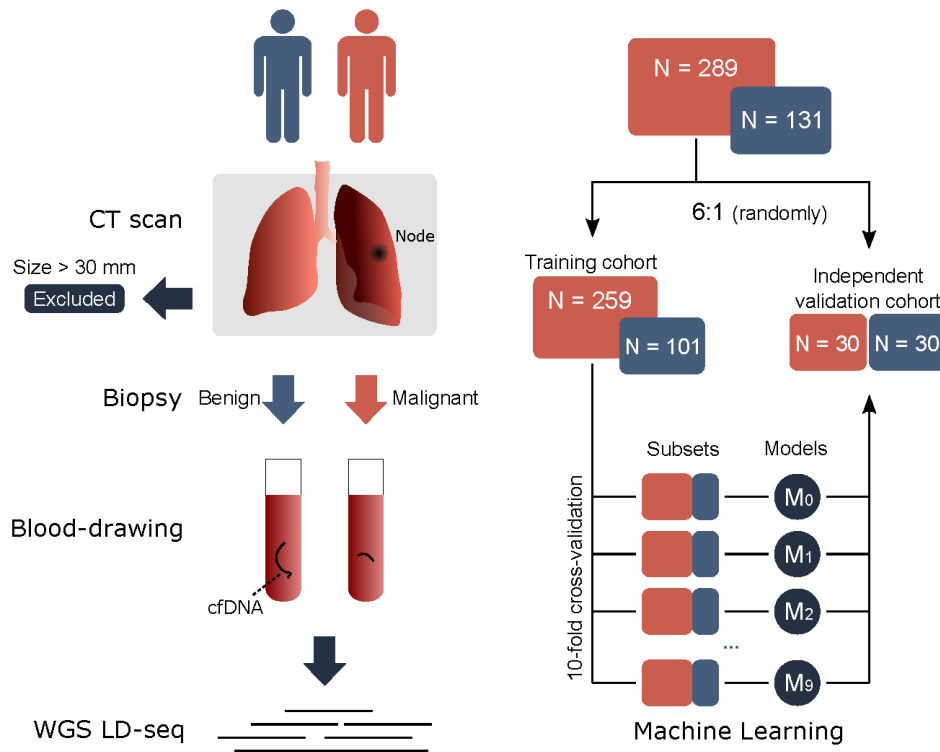 CT scan
Node
Size > 30 mm
Excluded
Biopsy
Benign
Malignant
Blood-drawing
cfDNA
WGS LD-seq
N = 289
N = 131
6:1 (randomly)
Training cohort
N = 259
N = 101
Independent
validation cohort
N = 30
N = 30
10-fold cross-validation
Subsets
Models
M0
M1
M2
...
M9
Machine Learning